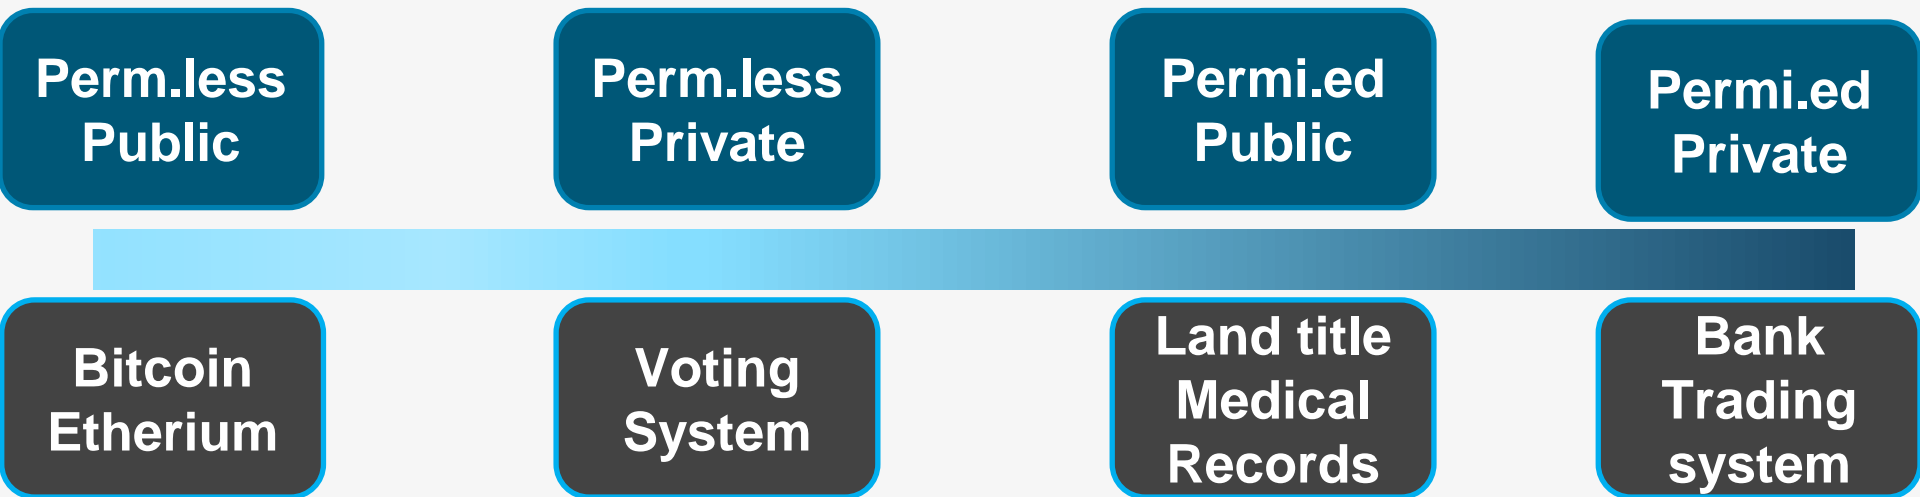 Perm.less
Public
Perm.less
Private
Permi.ed
Public
Permi.ed
Private
Bitcoin
Etherium
Voting
System
Land title
Medical
Records
Bank
Trading
system